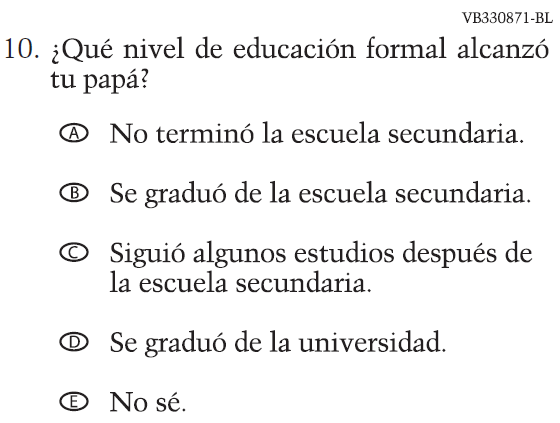 VB330871-BL
10. ¿Qué nivel de educación formal alcanzó
tu papá?
A No terminó la escuela secundaria.
B Se graduó de la escuela secundaria.
C Siguió algunos estudios después de
la escuela secundaria.
D Se graduó de la universidad.
E No sé.